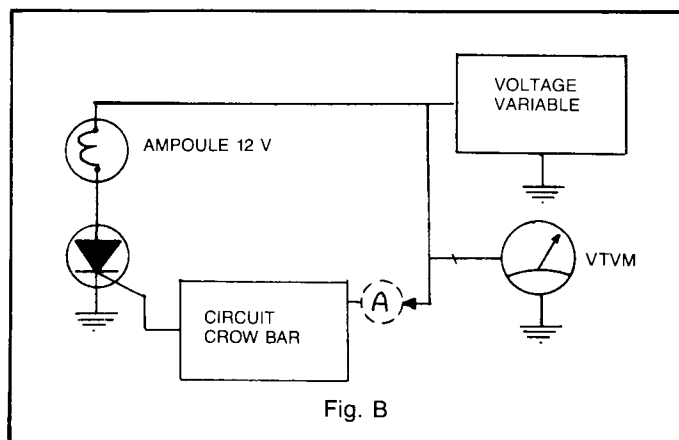 VOLTAGE
VARIABLE
AMPOULE 12 V
VTVM
A
CIRCUIT
CROW BAR
Fig. B